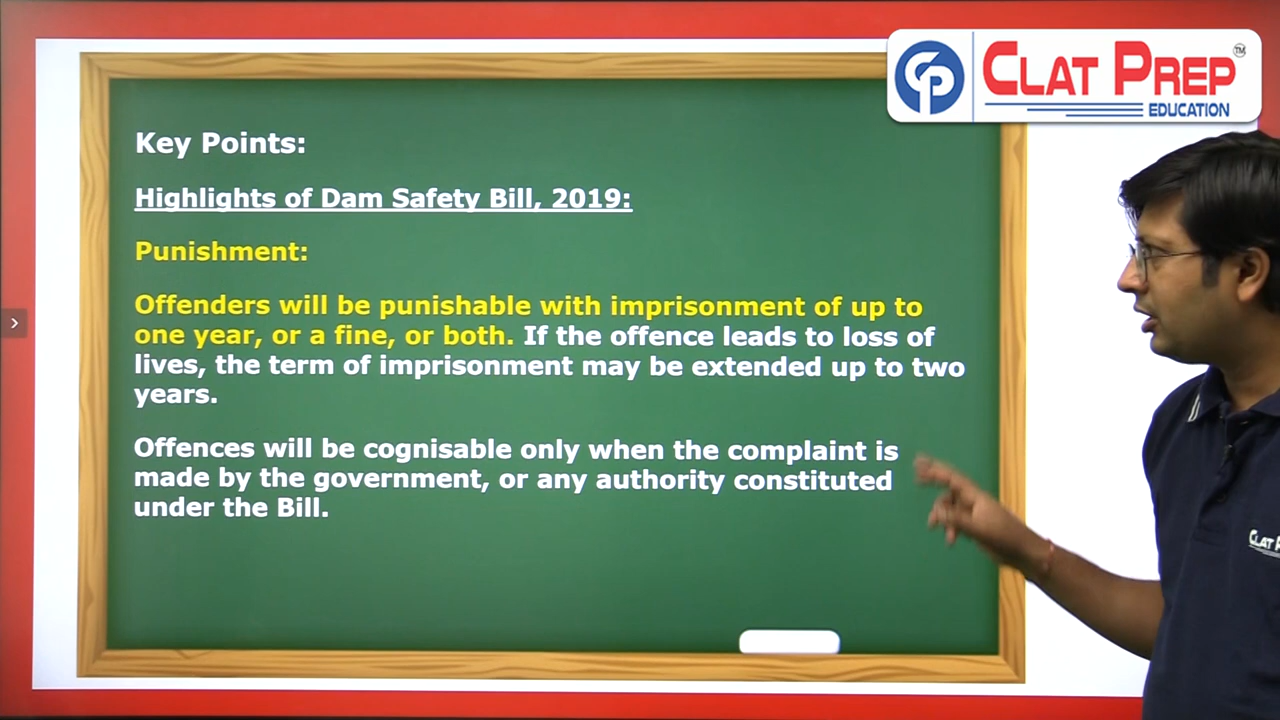 CLAT PREP
TM
EDUCATION
Key Points:
Highlights of Dam Safety Bill, 2019:
Punishment:
Offenders will be punishable with imprisonment of up to
one year, or a fine, or both. If the offence leads to loss of
lives, the term of imprisonment may be extended up to two
years.
Offences will be cognisable only when the complaint is
made by the government, or any authority constituted
under the Bill.
CLAT P